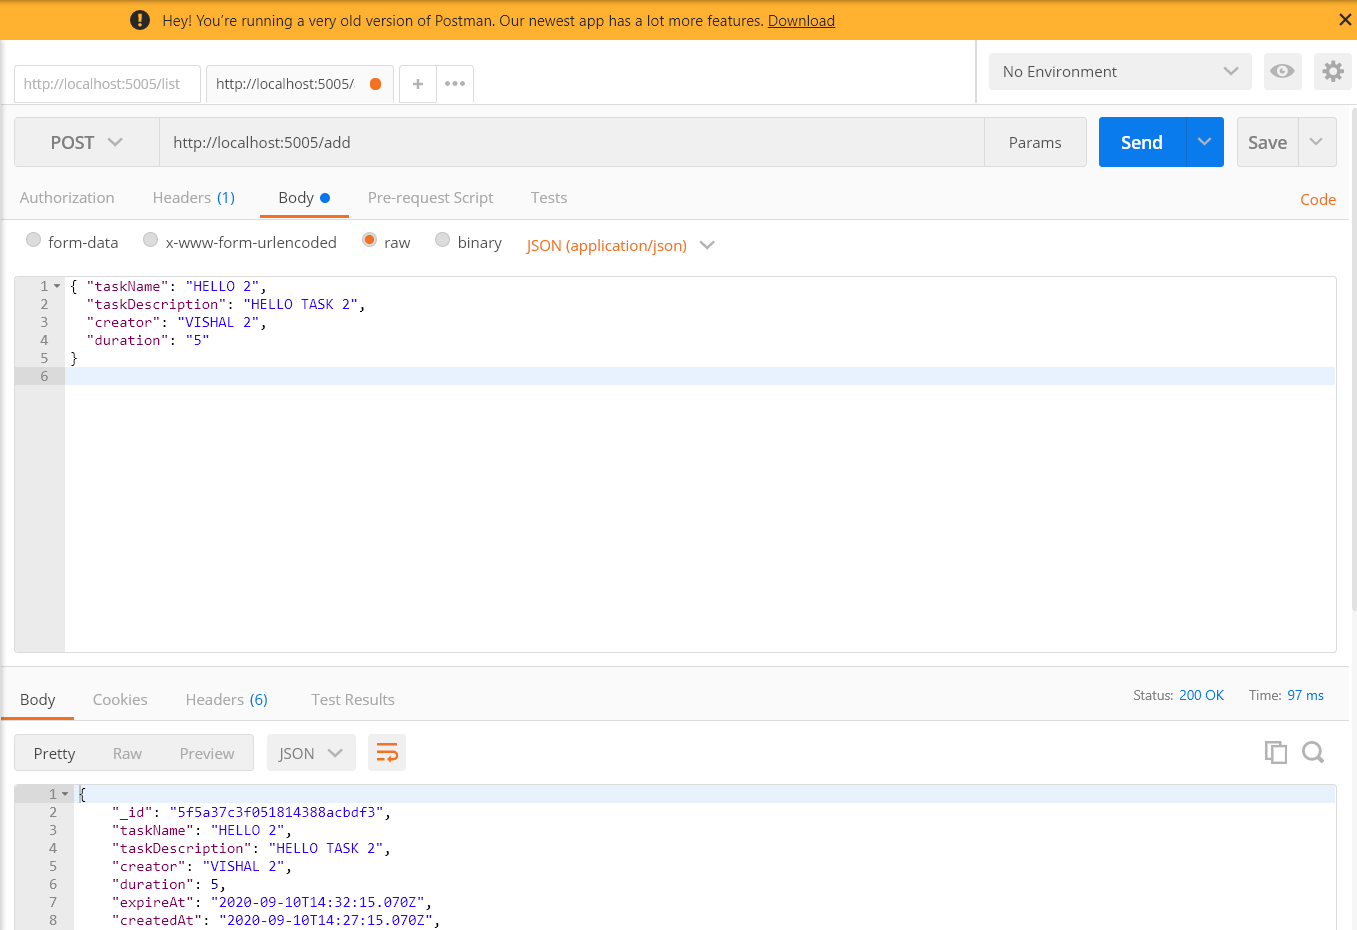 Hey! You're running a very old version of Postman. Our newest app has a lot more features. Download
http://localhost:5005/list
http://localhost:5005/
No Environment
POST
http://localhost:5005/add
Params
Send
Save
Authorization
Headers (1)
Body
Pre-request Script
Tests
Code
form-data
x-www-form-urlencoded
raw
binary
JSON (application/json)
1 { "taskName": "HELLO 2",
2 "taskDescription": "HELLO TASK 2",
3 "creator": "VISHAL 2",
4 "duration": "5"
5 }
6
Body
Cookies
Headers (6)
Test Results
Status: 200 OK
Time: 97 ms
Pretty
Raw
Preview
JSON
1 {
2 "_id": "5f5a37c3f051814388acbdf3",
3 "taskName": "HELLO 2",
4 "taskDescription": "HELLO TASK 2",
5 "creator": "VISHAL 2",
6 "duration": 5,
7 "expireAt": "2020-09-10T14:32:15.070Z",
8 "createdAt": "2020-09-10T14:27:15.070Z",